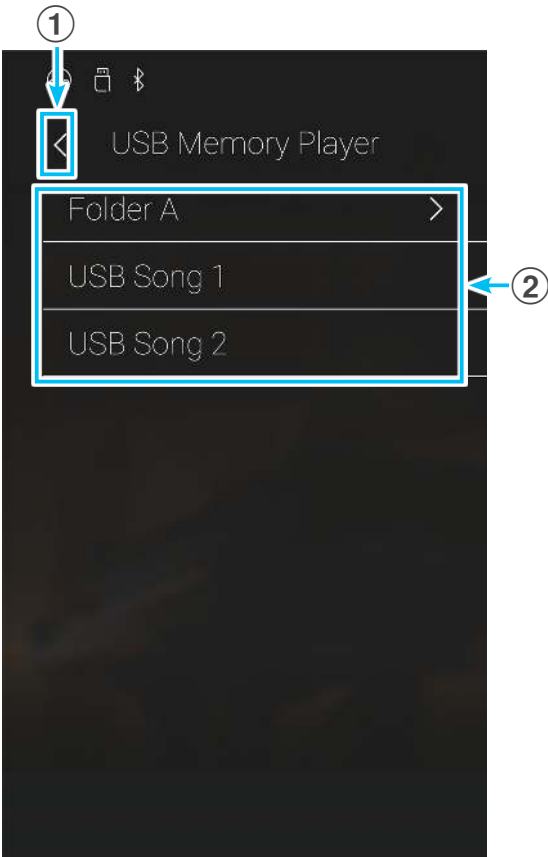 ①
USB Memory Player
Folder A
USB Song 1
②
USB Song 2